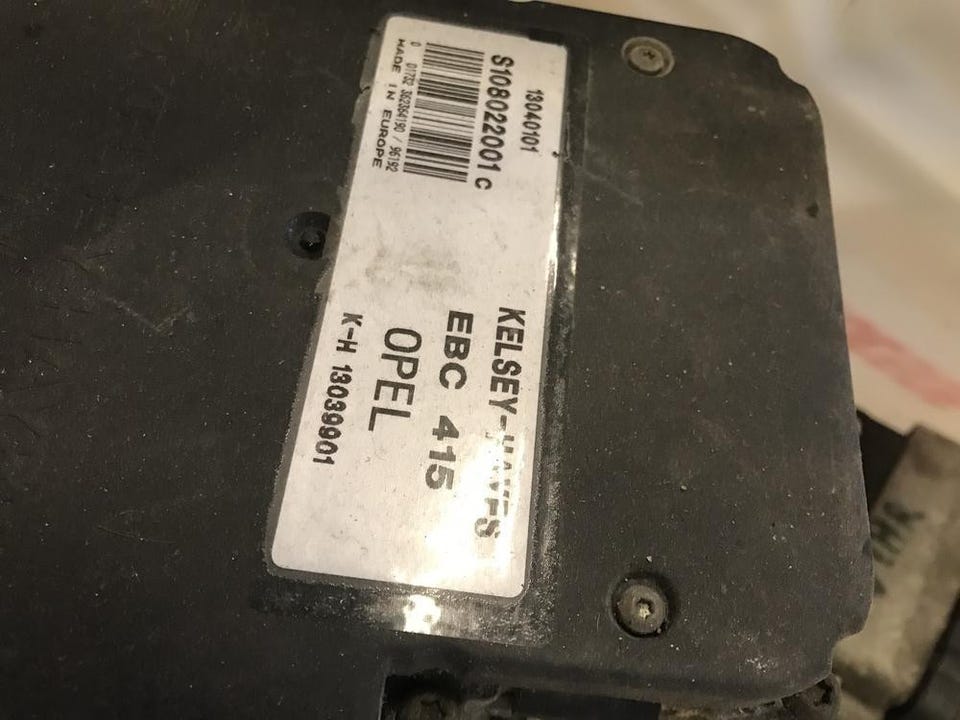 13040101
S108022001 C
MADE IN EUROPE
KELSEY-HAYES
EBC 415
OPEL
K-H 13039901